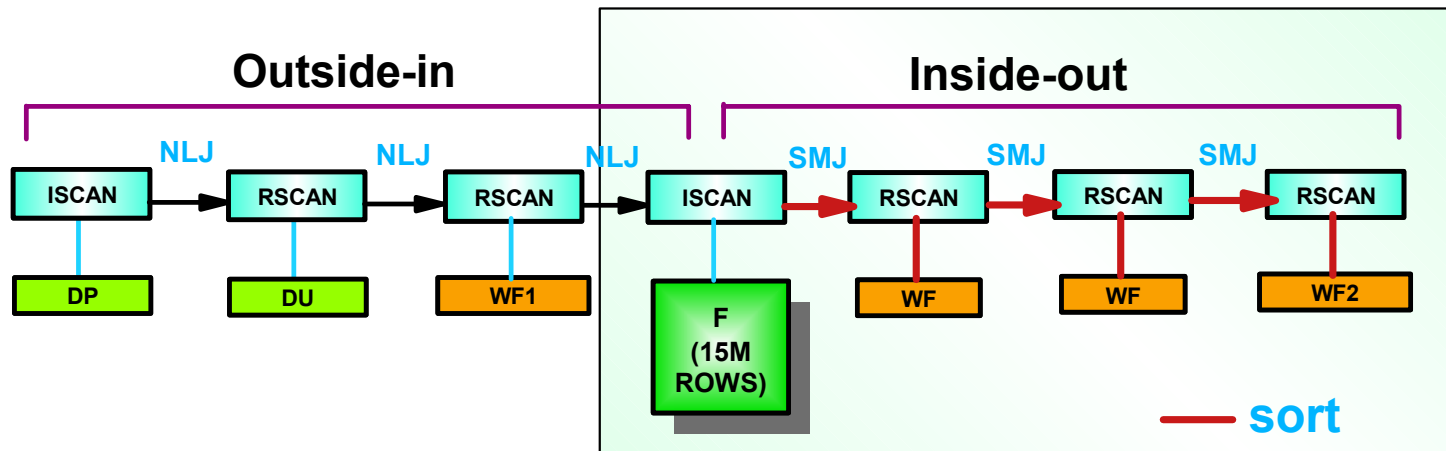 Outside-in
Inside-out
NLJ
NLJ
NLJ
SMJ
SMJ
SMJ
ISCAN
RSCAN
RSCAN
ISCAN
RSCAN
RSCAN
RSCAN
DP
DU
WF1
F
(15M
ROWS)
WF
WF
WF2
sort